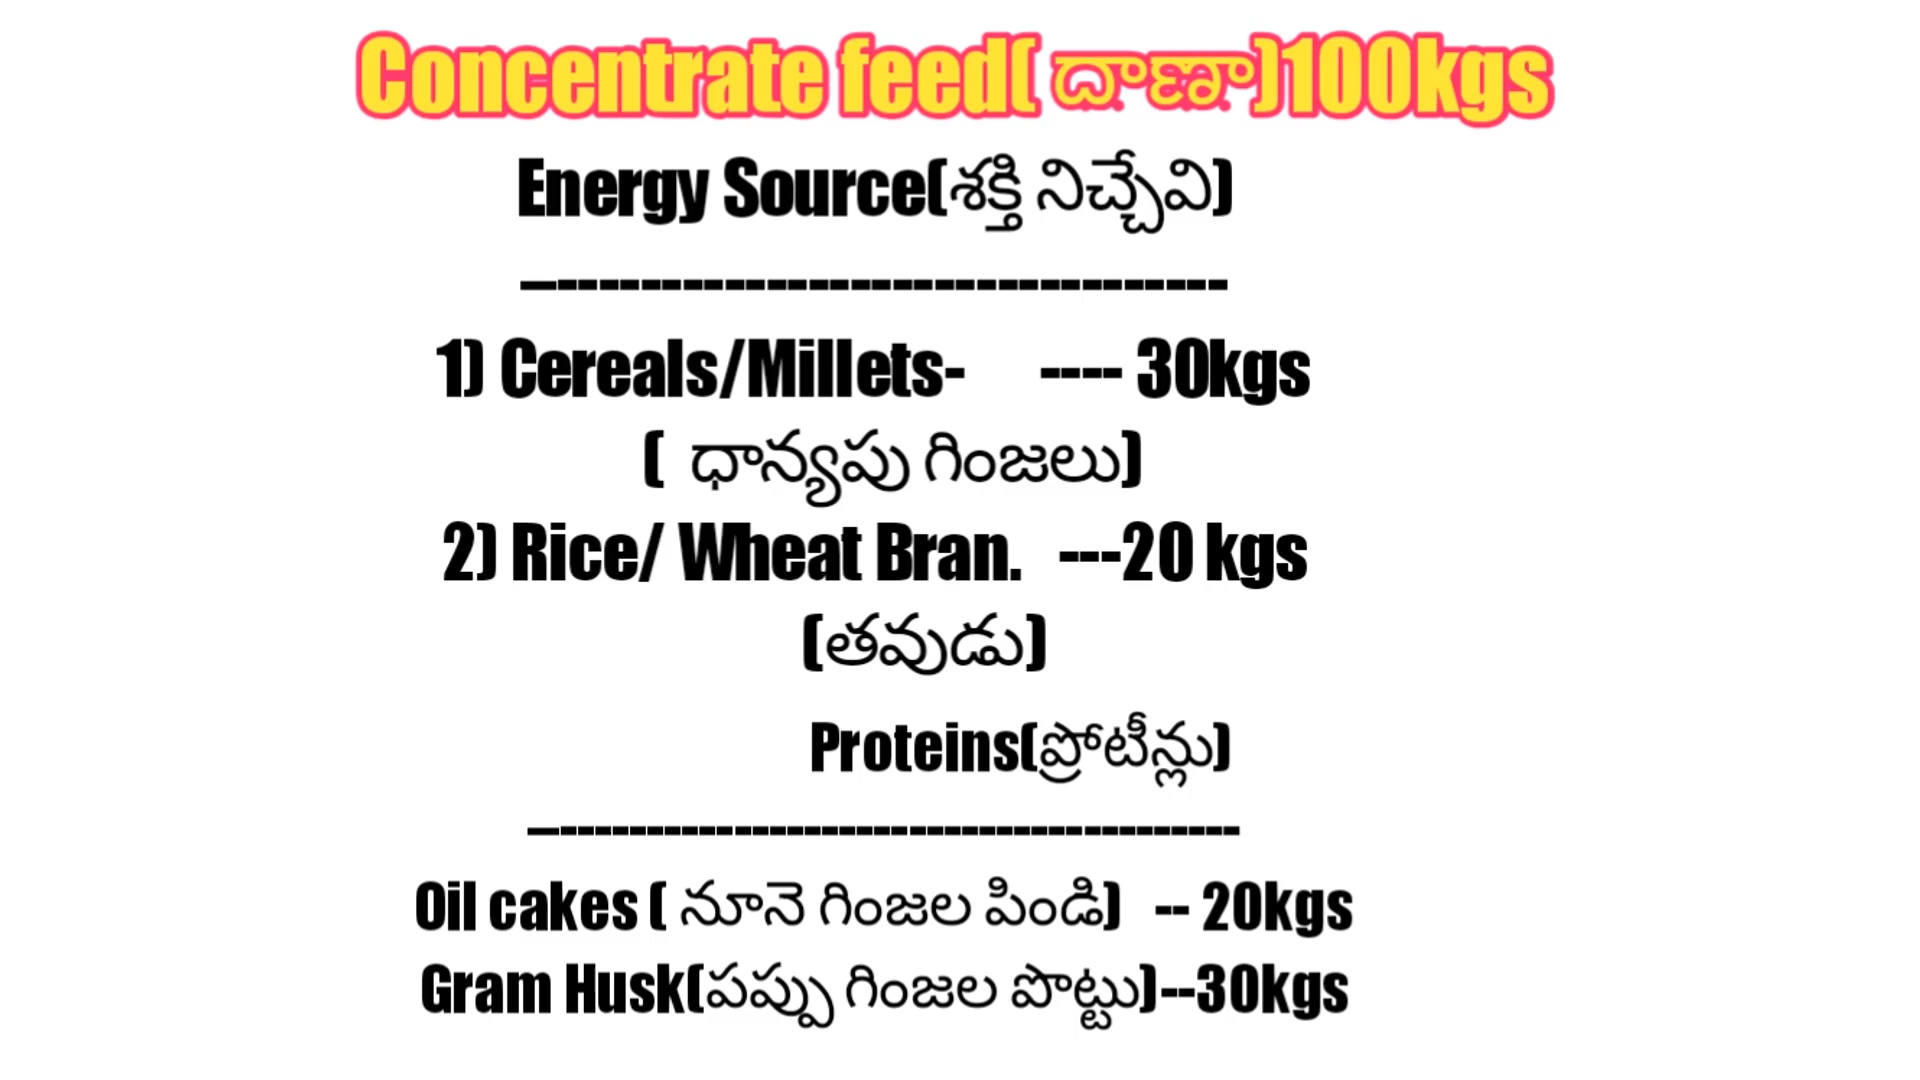 Concentrate feed( దాణా)100kgs
Energy Source(శక్తి నిచ్చేవి)
–--------------------------------
1) Cereals/Millets-     ---- 30kgs
(  ధాన్యపు గింజలు)
2) Rice/ Wheat Bran.   ---20 kgs
(తవుడు)
Proteins(ప్రోటీన్లు)
–---------------------------------------
Oil cakes ( నూనె గింజల పిండి)   -- 20kgs
Gram Husk(పప్పు గింజల పొట్టు)--30kgs